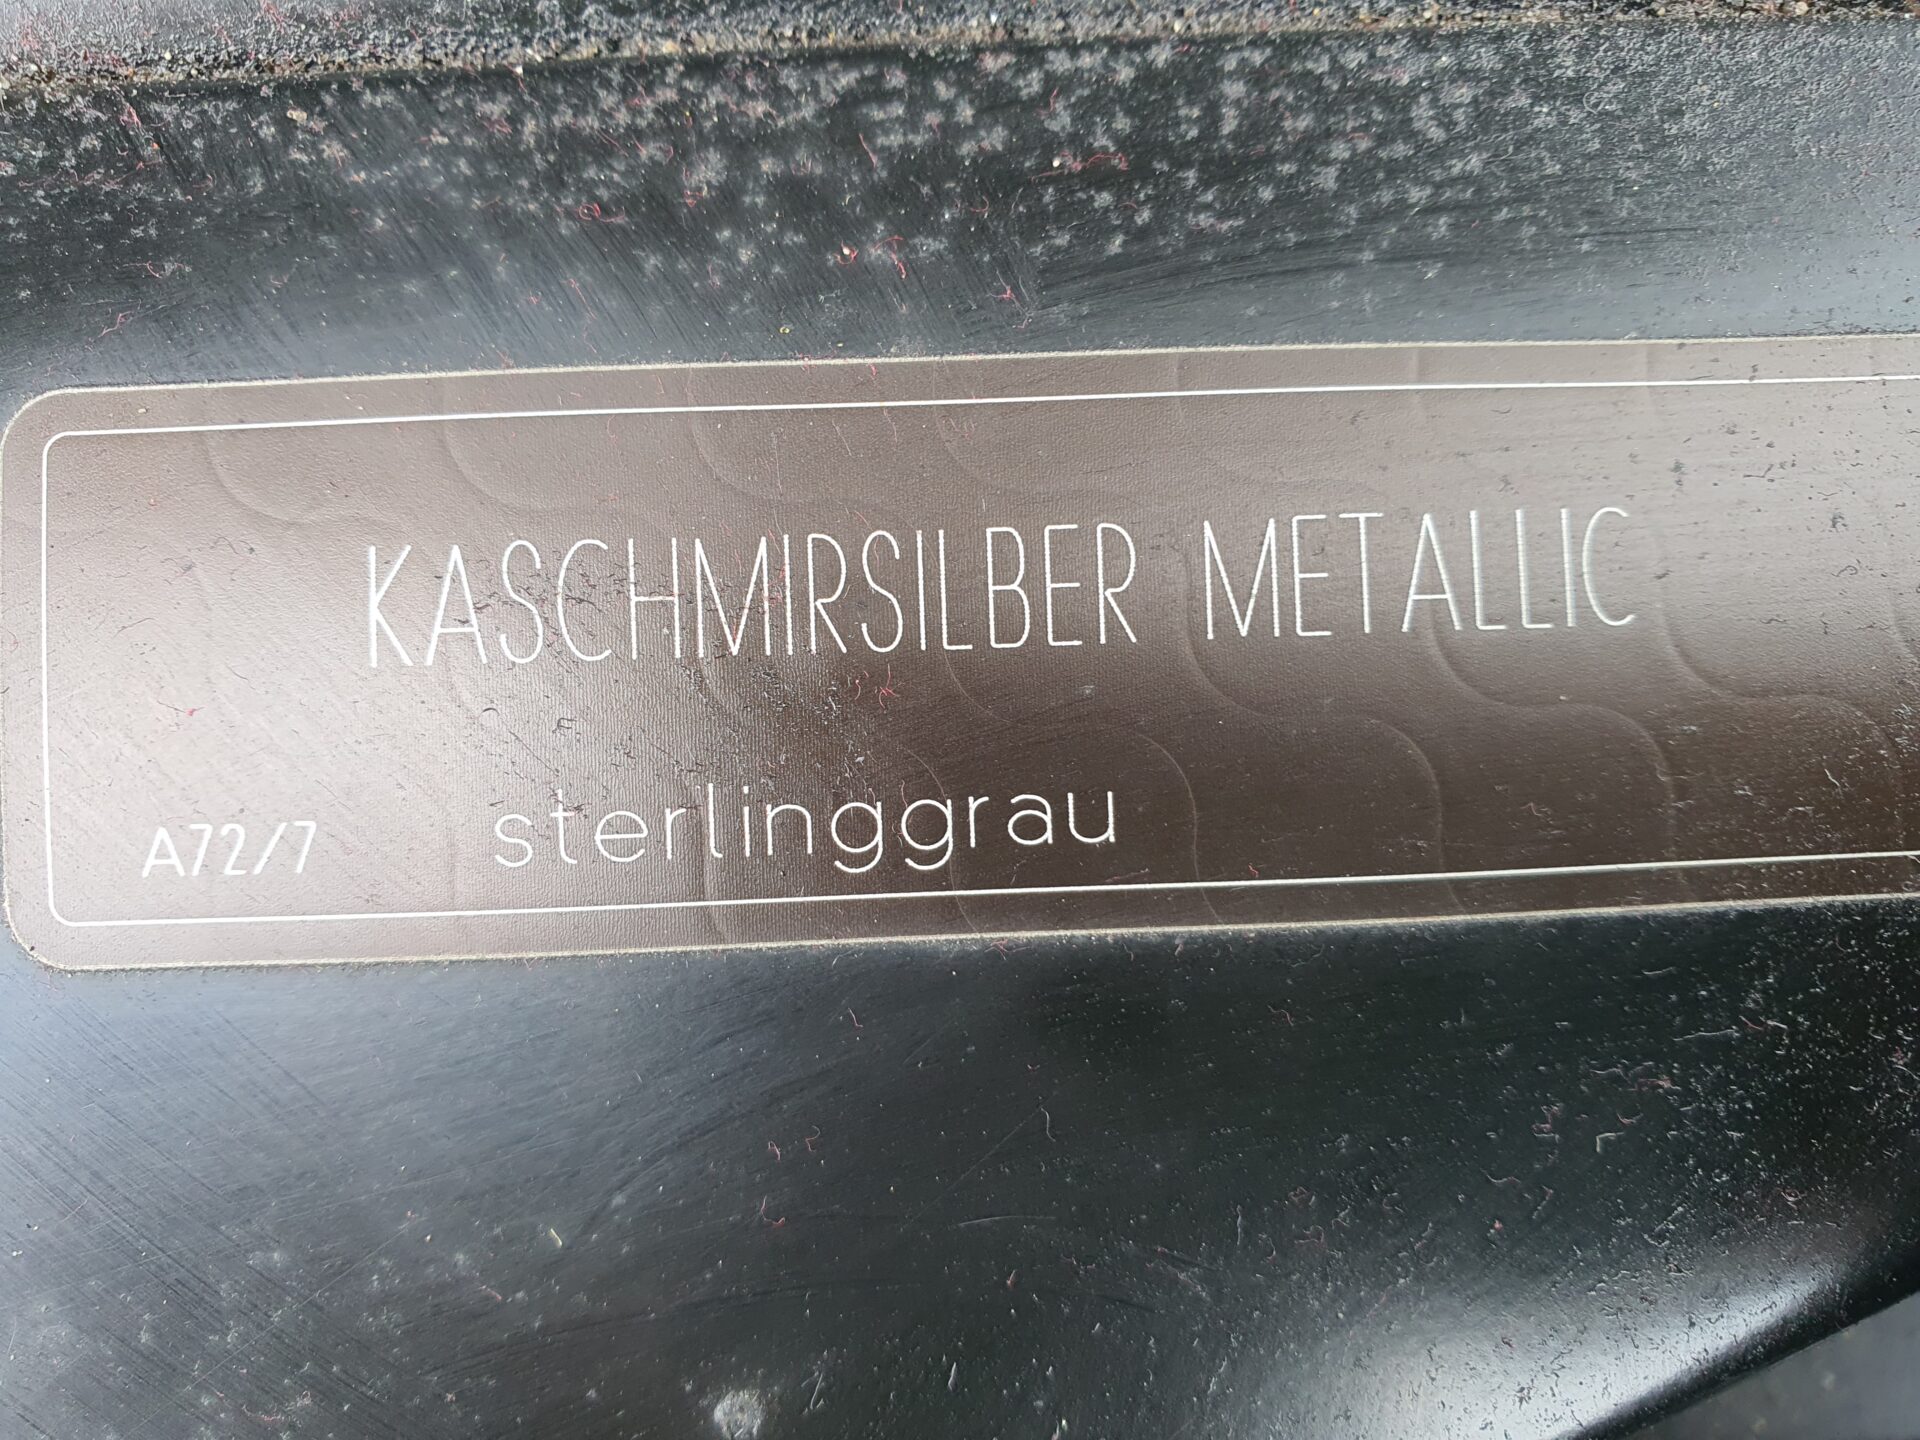 KASCHMIRSILBER METALLIC
A72/7 sterlinggrau